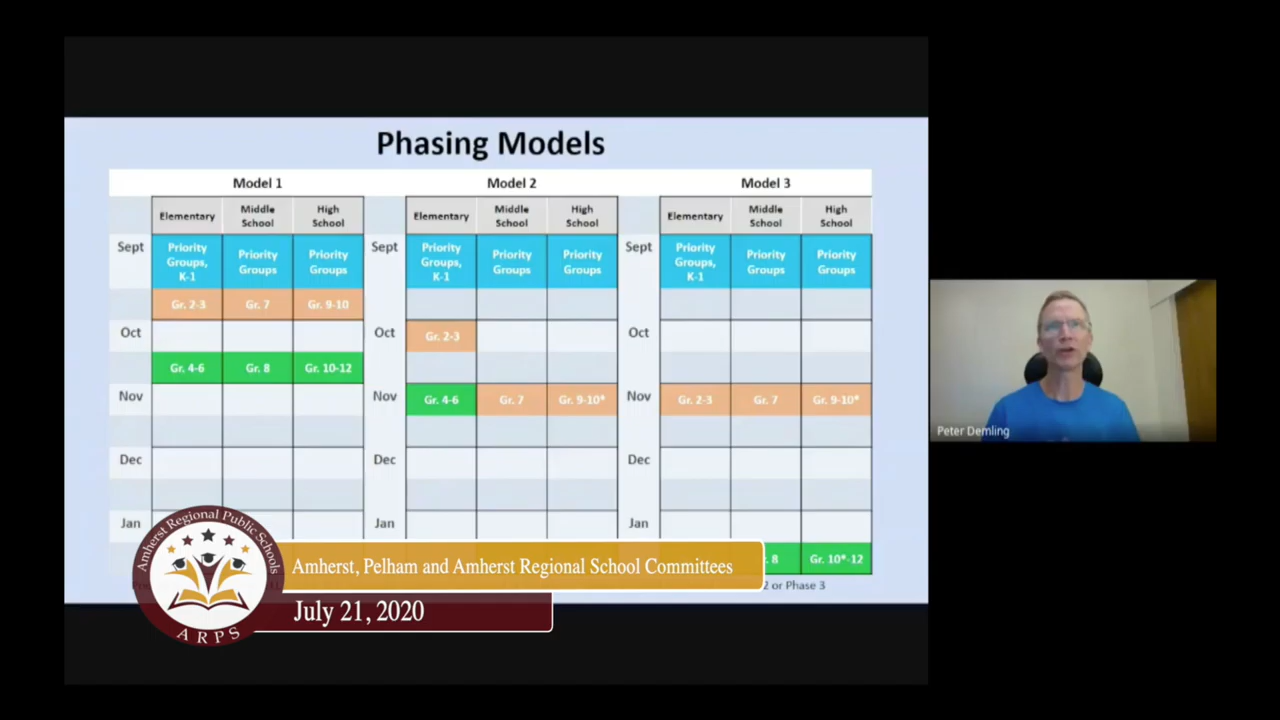 Phasing Models
Model 1 Model 2 Model 3
Elementary Middle School High School Elementary Middle School High School Elementary Middle School High School
Sept Priority Groups, K-1 Priority Groups Priority Groups Sept Priority Groups, K-1 Priority Groups Priority Groups Sept Priority Groups, K-1 Priority Groups Priority Groups
Gr. 2-3 Gr. 7 Gr. 9-10
Oct Oct Gr. 2-3 Oct
Gr. 4-6 Gr. 8 Gr. 10-12
Nov Nov Gr. 4-6 Gr. 7 Gr. 9-10* Nov Gr. 2-3 Gr. 7 Gr. 9-10*
Dec Dec Dec
Jan Jan Jan
8 Gr. 10*-12
2 or Phase 3
Peter Demling
Amherst Regional Public Schools
ARPS
Amherst, Pelham and Amherst Regional School Committees
July 21, 2020